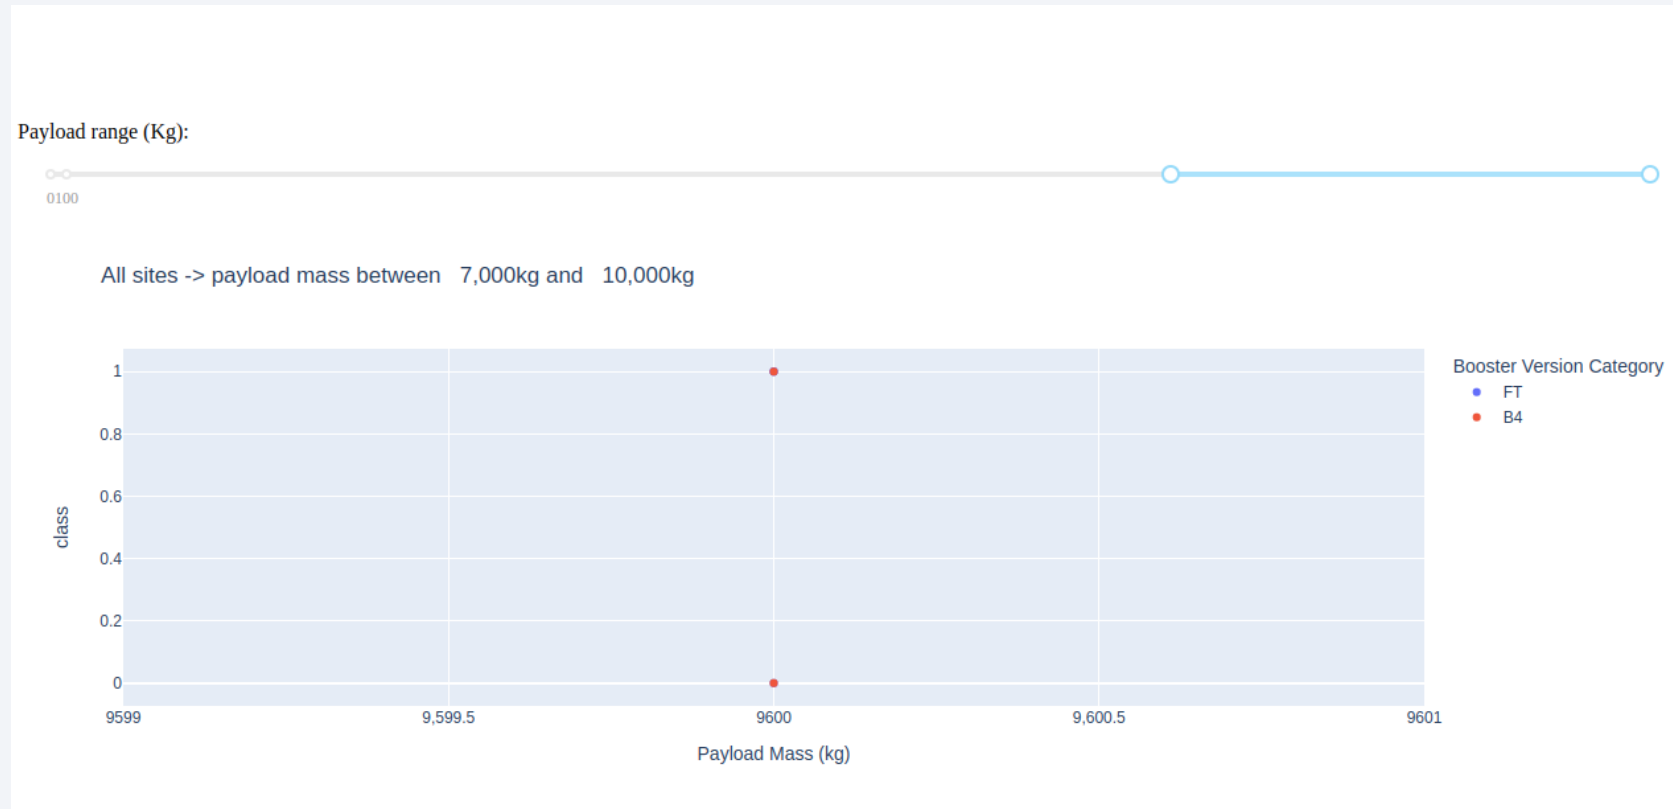 Payload range (Kg):
0100
All sites -> payload mass between 7,000kg and 10,000kg
Booster Version Category
FT
B4
1
0.8
0.6
0.4
0.2
0
class
9599 9,599.5 9600 9,600.5 9601
Payload Mass (kg)